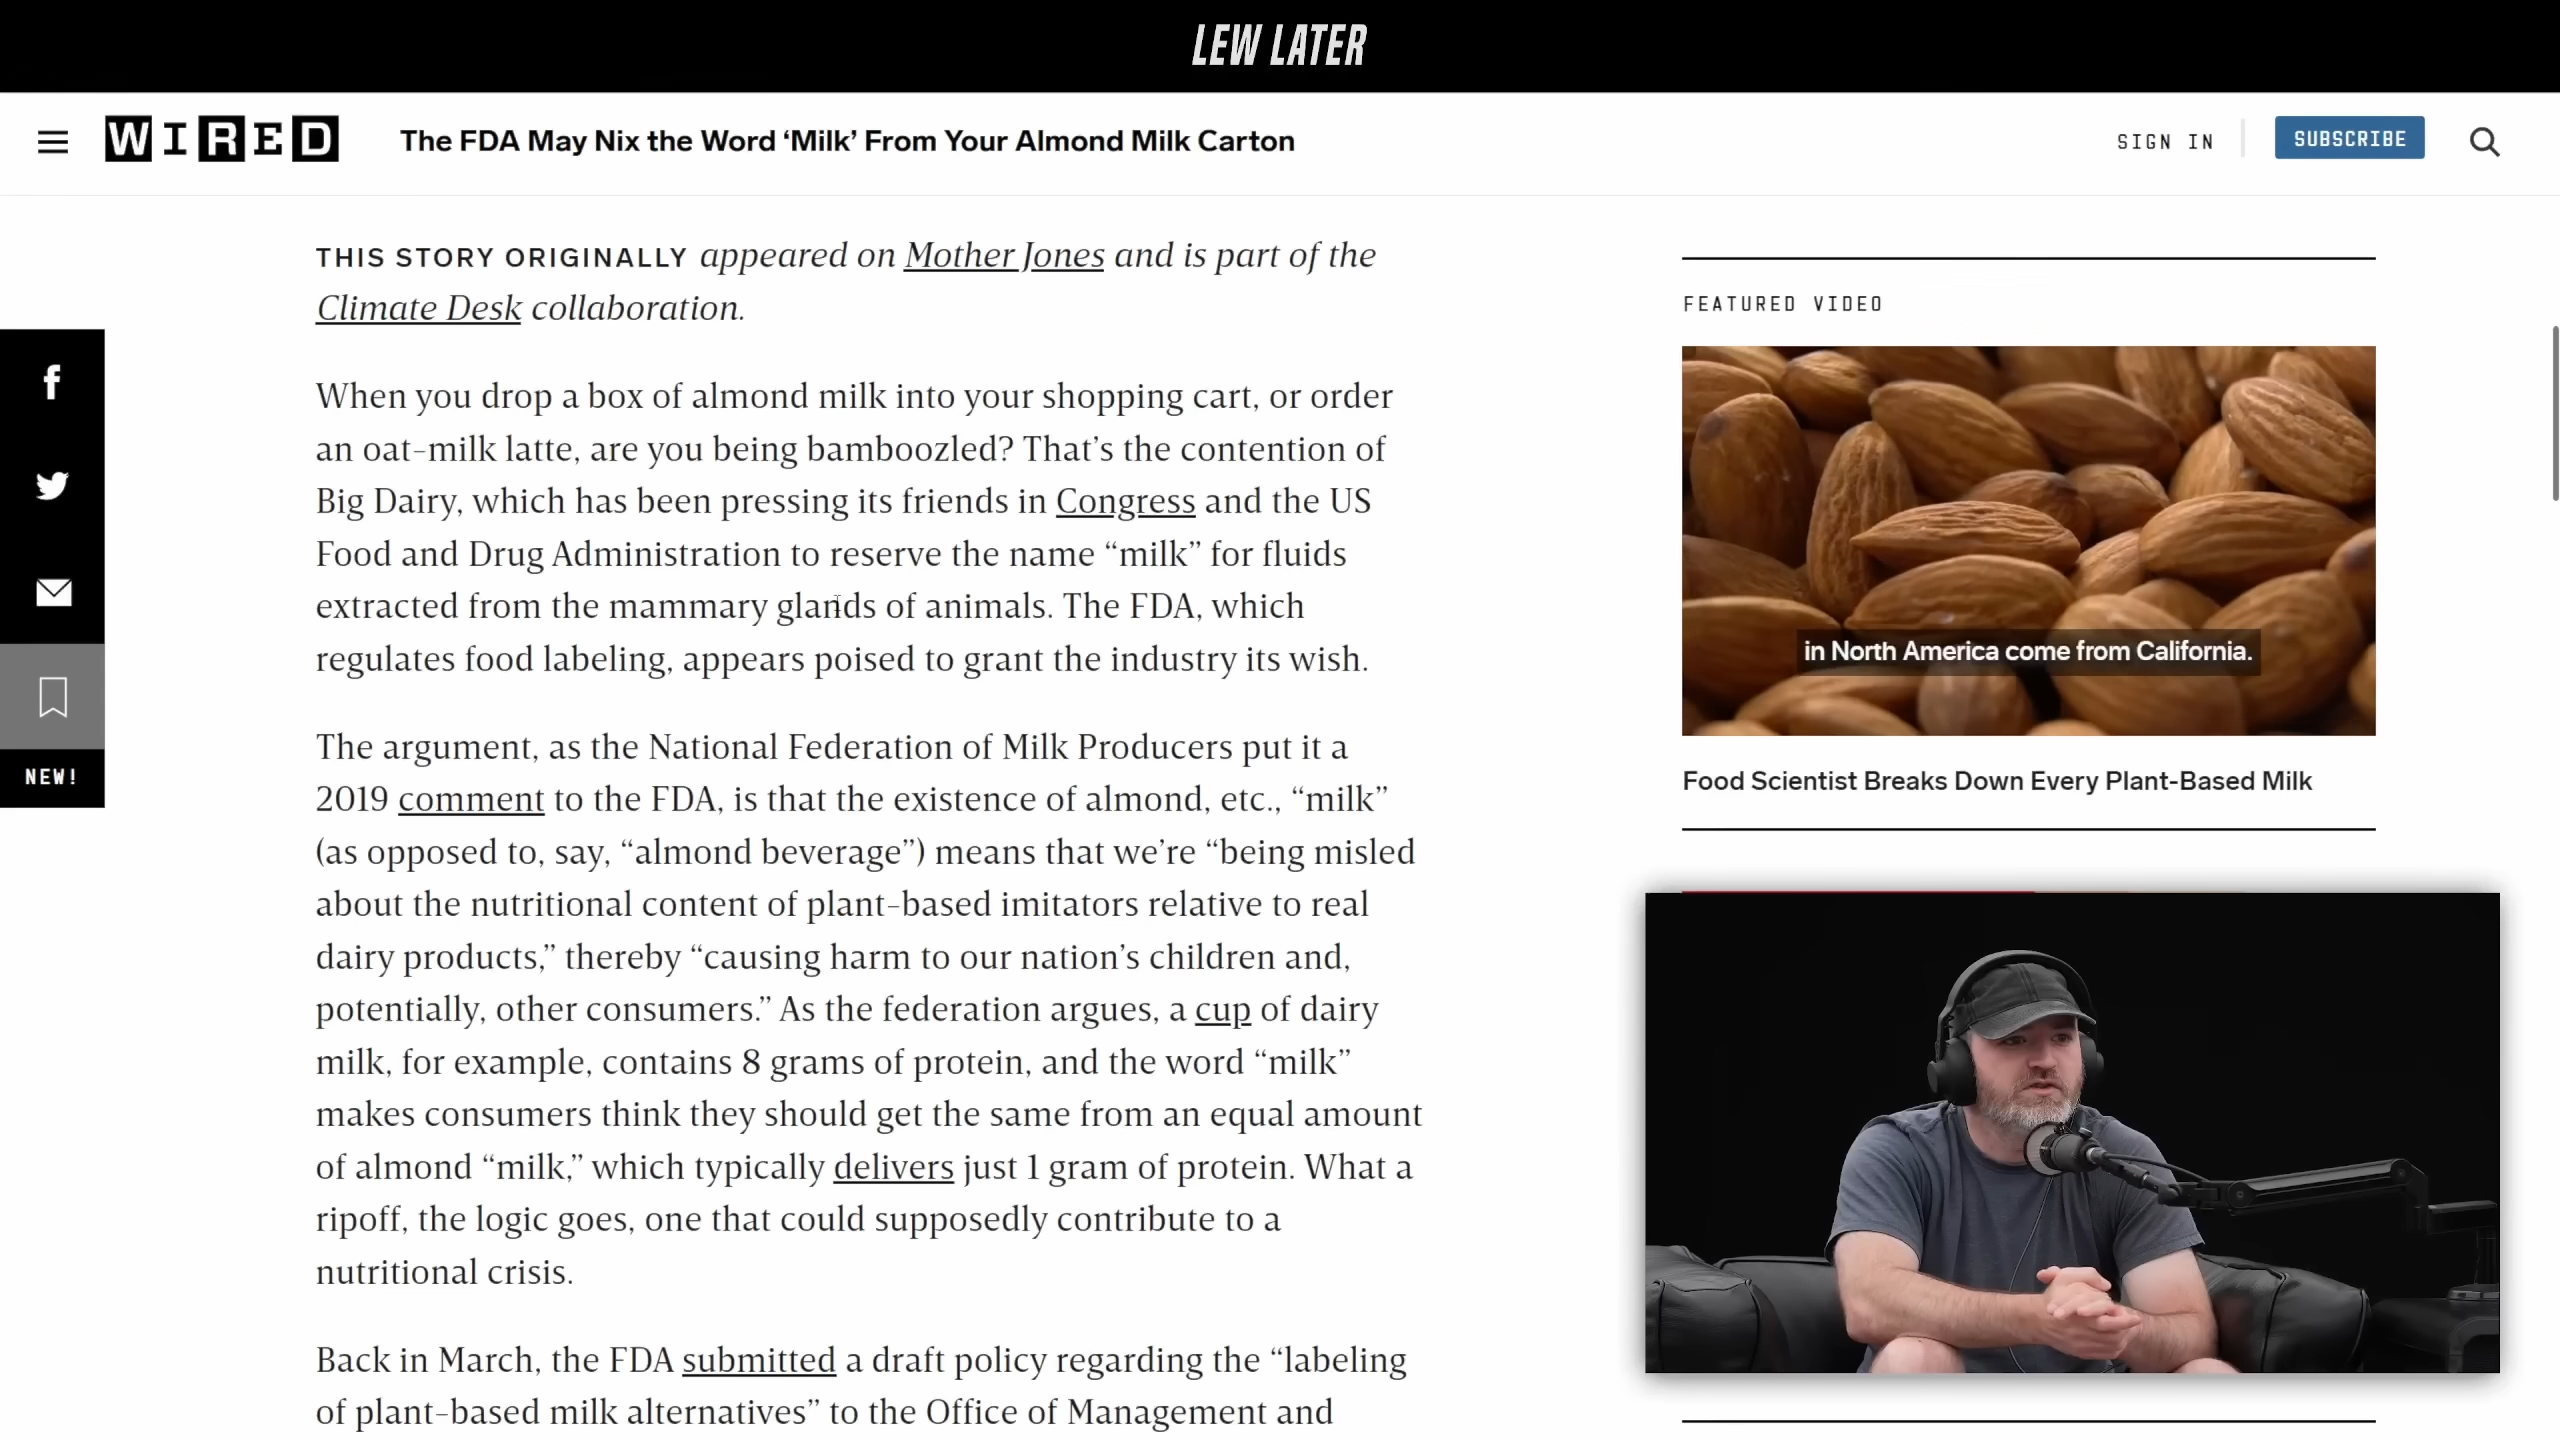 LEW LATER
WIRED
The FDA May Nix the Word ‘Milk’ From Your Almond Milk Carton
SIGN IN
SUBSCRIBE
THIS STORY ORIGINALLY appeared on Mother Jones and is part of the
Climate Desk collaboration.
When you drop a box of almond milk into your shopping cart, or order
an oat-milk latte, are you being bamboozled? That’s the contention of
Big Dairy, which has been pressing its friends in Congress and the US
Food and Drug Administration to reserve the name “milk” for fluids
extracted from the mammary glands of animals. The FDA, which
regulates food labeling, appears poised to grant the industry its wish.
The argument, as the National Federation of Milk Producers put it a
2019 comment to the FDA, is that the existence of almond, etc., “milk”
(as opposed to, say, “almond beverage”) means that we’re “being misled
about the nutritional content of plant-based imitators relative to real
dairy products,” thereby “causing harm to our nation’s children and,
potentially, other consumers.” As the federation argues, a cup of dairy
milk, for example, contains 8 grams of protein, and the word “milk”
makes consumers think they should get the same from an equal amount
of almond “milk,” which typically delivers just 1 gram of protein. What a
ripoff, the logic goes, one that could supposedly contribute to a
nutritional crisis.
Back in March, the FDA submitted a draft policy regarding the “labeling
of plant-based milk alternatives” to the Office of Management and
NEW!
FEATURED VIDEO
in North America come from California.
Food Scientist Breaks Down Every Plant-Based Milk